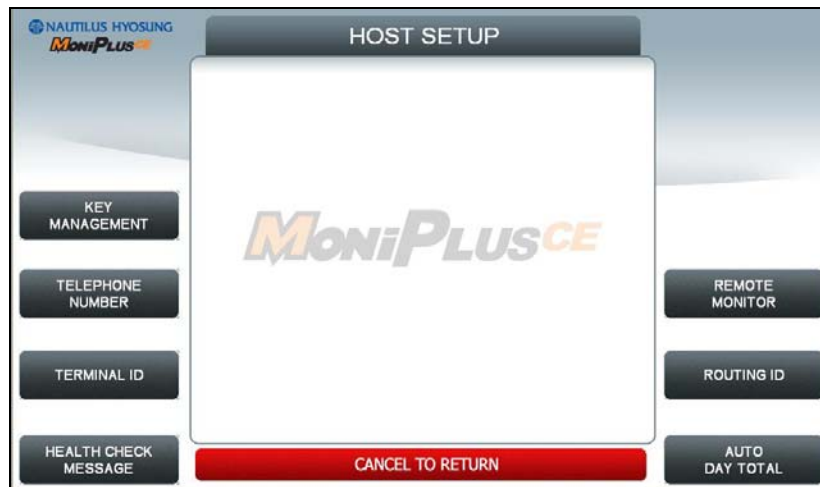 NAUTILUS HYOSUNG
MoniPlus CE
HOST SETUP
KEY
MANAGEMENT
MoniPlus CE
TELEPHONE
NUMBER
REMOTE
MONITOR
TERMINAL ID
ROUTING ID
HEALTH CHECK
MESSAGE
CANCEL TO RETURN
AUTO
DAY TOTAL